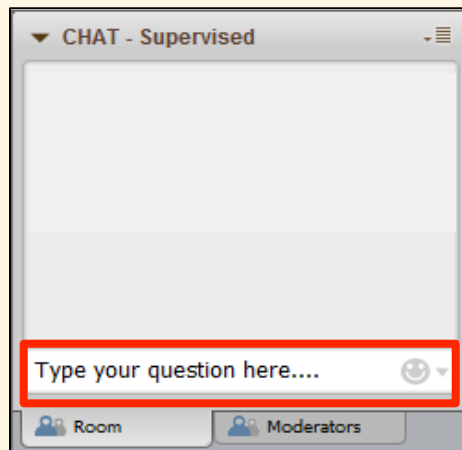 CHAT - Supervised
Type your question here....
Room Moderators